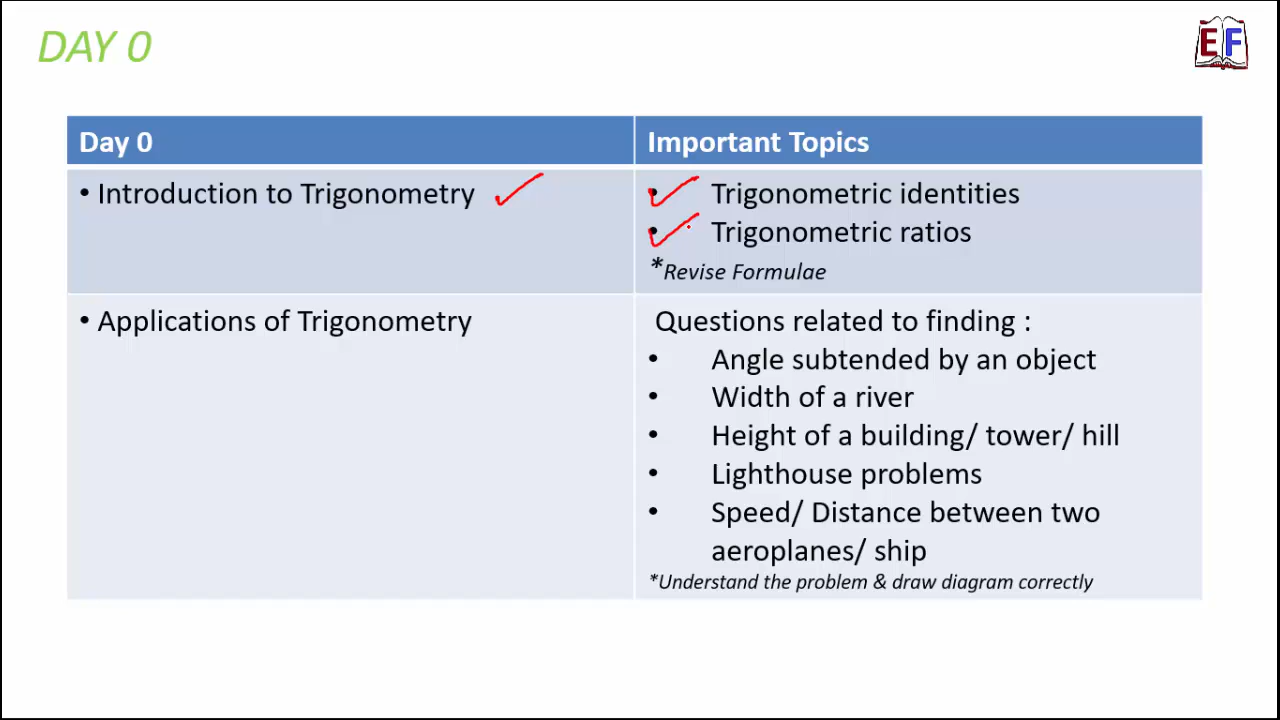 DAY 0
EF
Day 0
Important Topics
• Introduction to Trigonometry
• Trigonometric identities
• Trigonometric ratios
*Revise Formulae
• Applications of Trigonometry
Questions related to finding :
• Angle subtended by an object
• Width of a river
• Height of a building/ tower/ hill
• Lighthouse problems
• Speed/ Distance between two
aeroplanes/ ship
*Understand the problem & draw diagram correctly